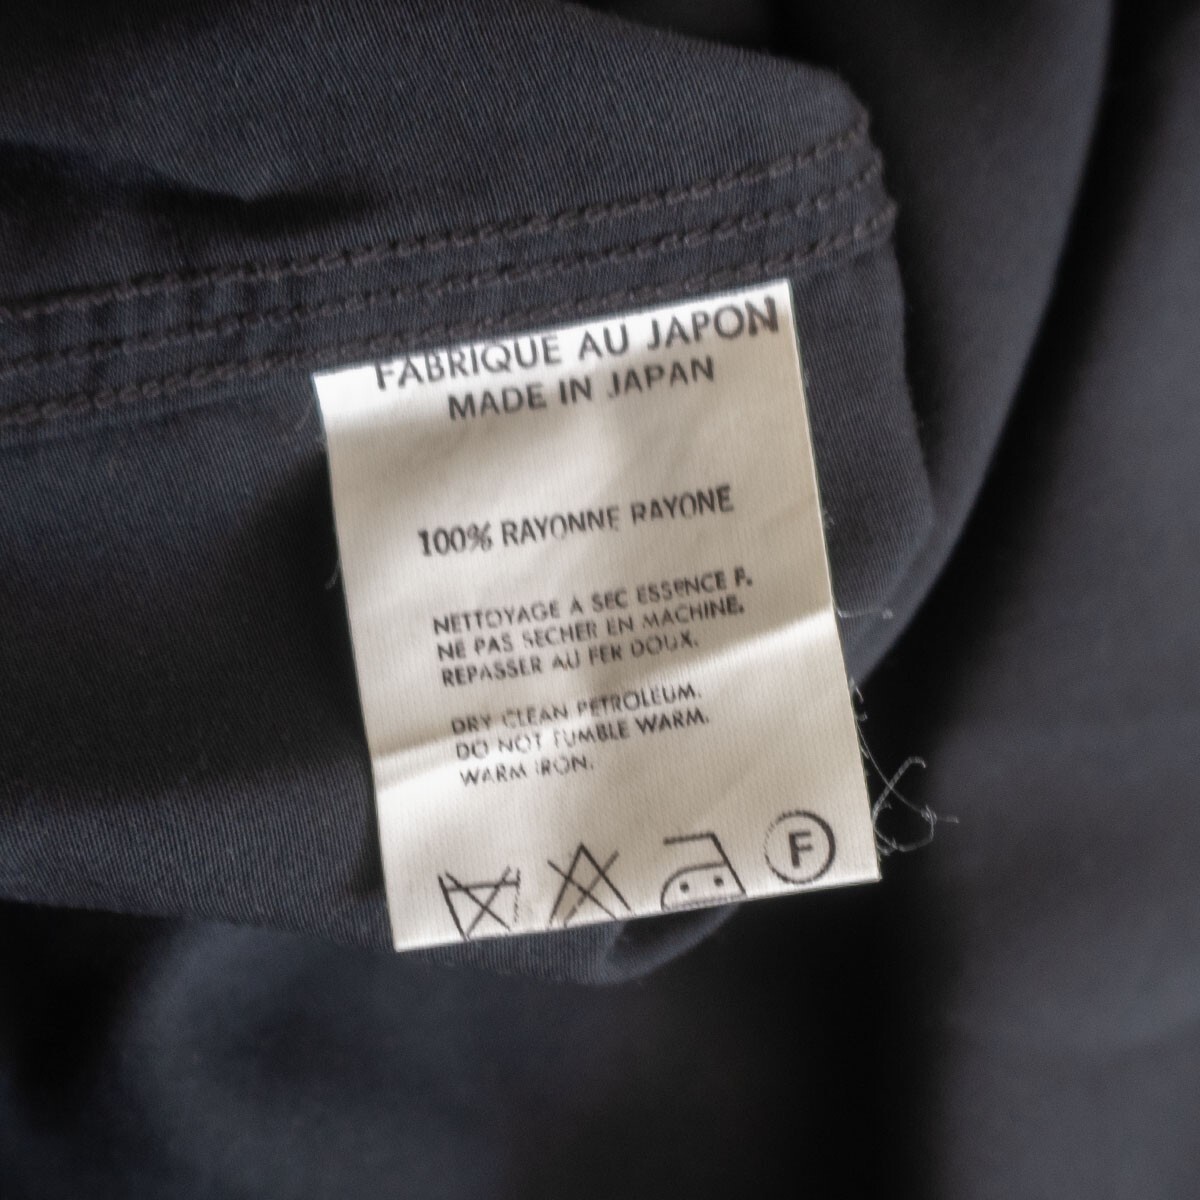 FABRIQUE AU JAPON
MADE IN JAPAN
100% RAYONNE RAYONE
NETTOYAGE À SEC ESSENCE F.
NE PAS SECHER EN MACHINE.
REPASSER AU FER DOUX.
DRY CLEAN PETROLEUM.
DO NOT TUMBLE WARM.
WARM IRON.
F